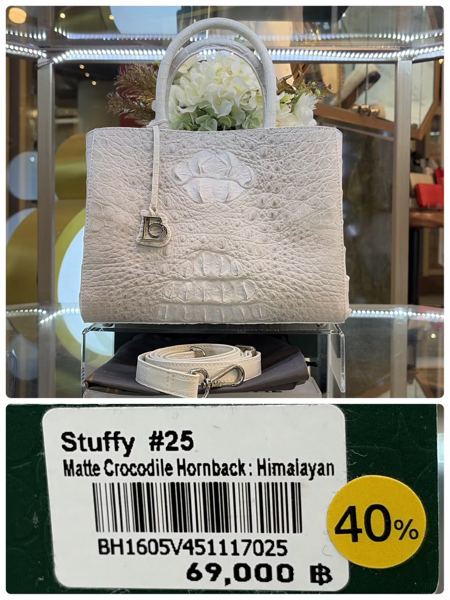 B
Stuffy #25
Matte Crocodile Hornback: Himalayan
BH1605V451117025
69,000 ฿
40%